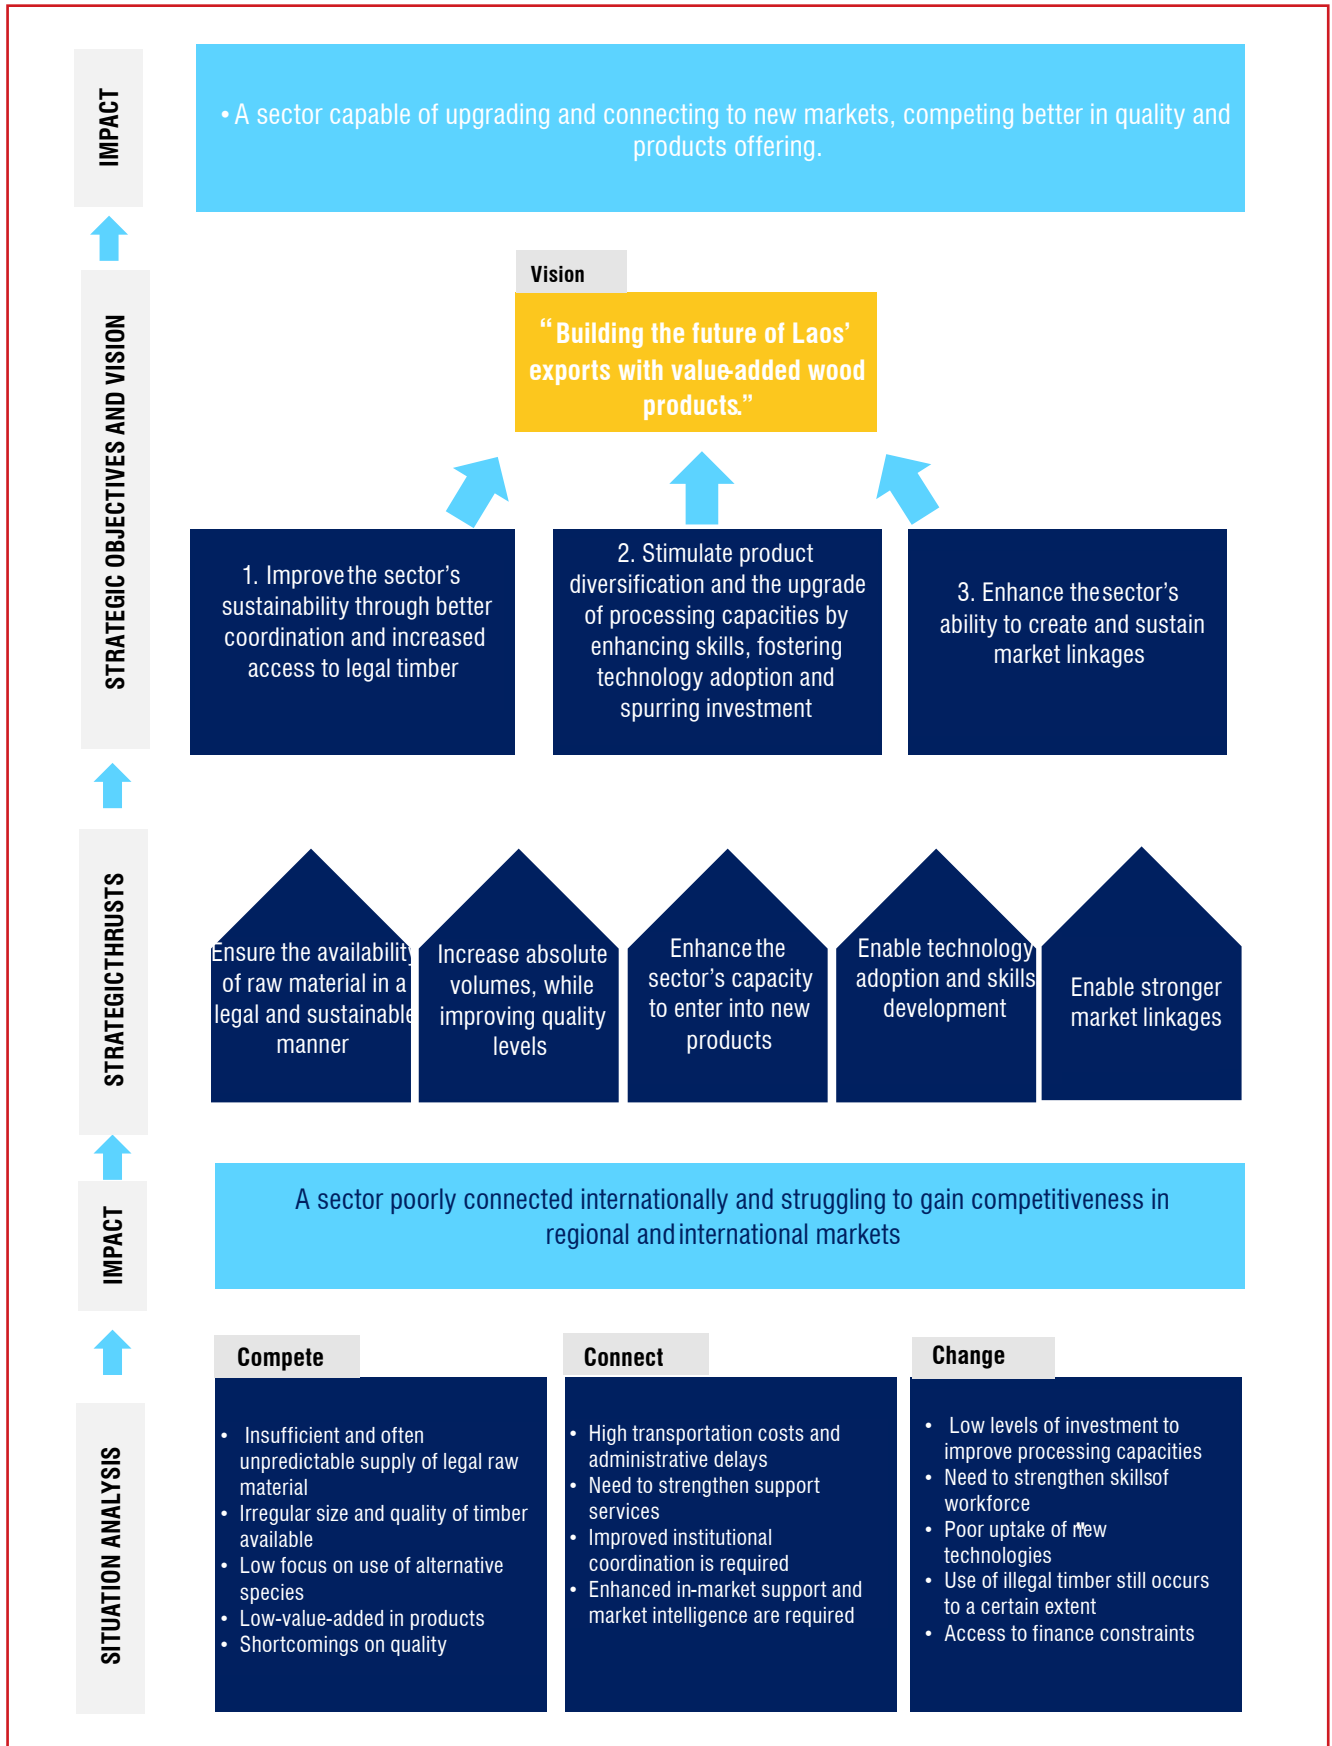 IMPACT
• A sector capable of upgrading and connecting to new markets, competing better in quality and
products offering.
STRATEGIC OBJECTIVES AND VISION
Vision
“Building the future of Laos’
exports with value-added wood
products.”
1. Improve the sector’s
sustainability through better
coordination and increased
access to legal timber
2. Stimulate product
diversification and the upgrade
of processing capacities by
enhancing skills, fostering
technology adoption and
spurring investment
3. Enhance the sector’s
ability to create and sustain
market linkages
STRATEGIC THRUSTS
Ensure the availability
of raw material in a
legal and sustainable
manner
Increase absolute
volumes, while
improving quality
levels
Enhance the
sector’s capacity
to enter into new
products
Enable technology
adoption and skills
development
Enable stronger
market linkages
IMPACT
A sector poorly connected internationally and struggling to gain competitiveness in
regional and international markets
SITUATION ANALYSIS
Compete
• Insufficient and often
unpredictable supply of legal raw
material
• Irregular size and quality of timber
available
• Low focus on use of alternative
species
• Low-value-added in products
• Shortcomings on quality
Connect
• High transportation costs and
administrative delays
• Need to strengthen support
services
• Improved institutional
coordination is required
• Enhanced in-market support and
market intelligence are required
Change
• Low levels of investment to
improve processing capacities
• Need to strengthen skills of
workforce
• Poor uptake of new
technologies
• Use of illegal timber still occurs
to a certain extent
• Access to finance constraints